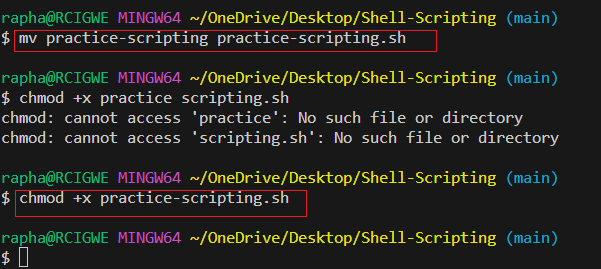 rapha@RCIGWE MINGW64 ~/OneDrive/Desktop/Shell-Scripting (main)
$ mv practice-scripting practice-scripting.sh
rapha@RCIGWE MINGW64 ~/OneDrive/Desktop/Shell-Scripting (main)
$ chmod +x practice scripting.sh
chmod: cannot access 'practice': No such file or directory
chmod: cannot access 'scripting.sh': No such file or directory
rapha@RCIGWE MINGW64 ~/OneDrive/Desktop/Shell-Scripting (main)
$ chmod +x practice-scripting.sh
rapha@RCIGWE MINGW64 ~/OneDrive/Desktop/Shell-Scripting (main)
$